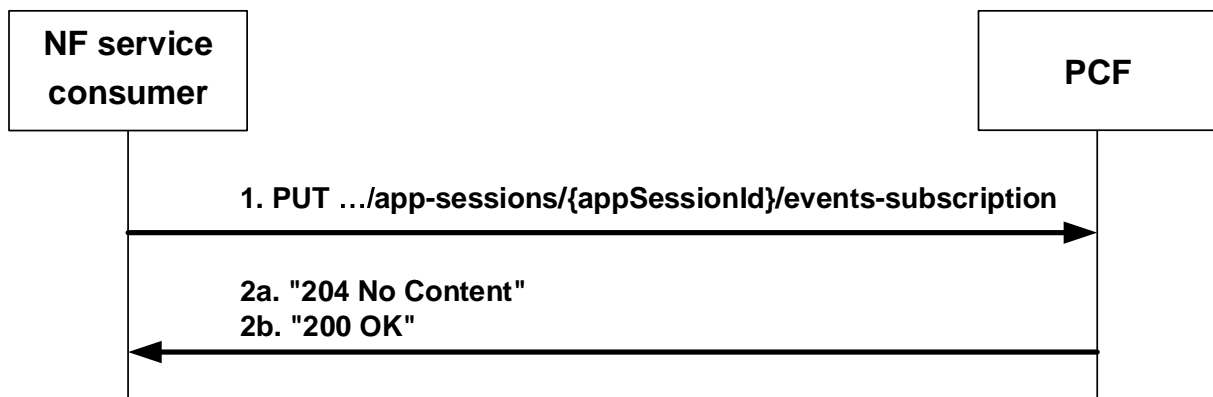 NF service
consumer
PCF
1. PUT …/app-sessions/{appSessionId}/events-subscription
2a. "204 No Content"
2b. "200 OK"